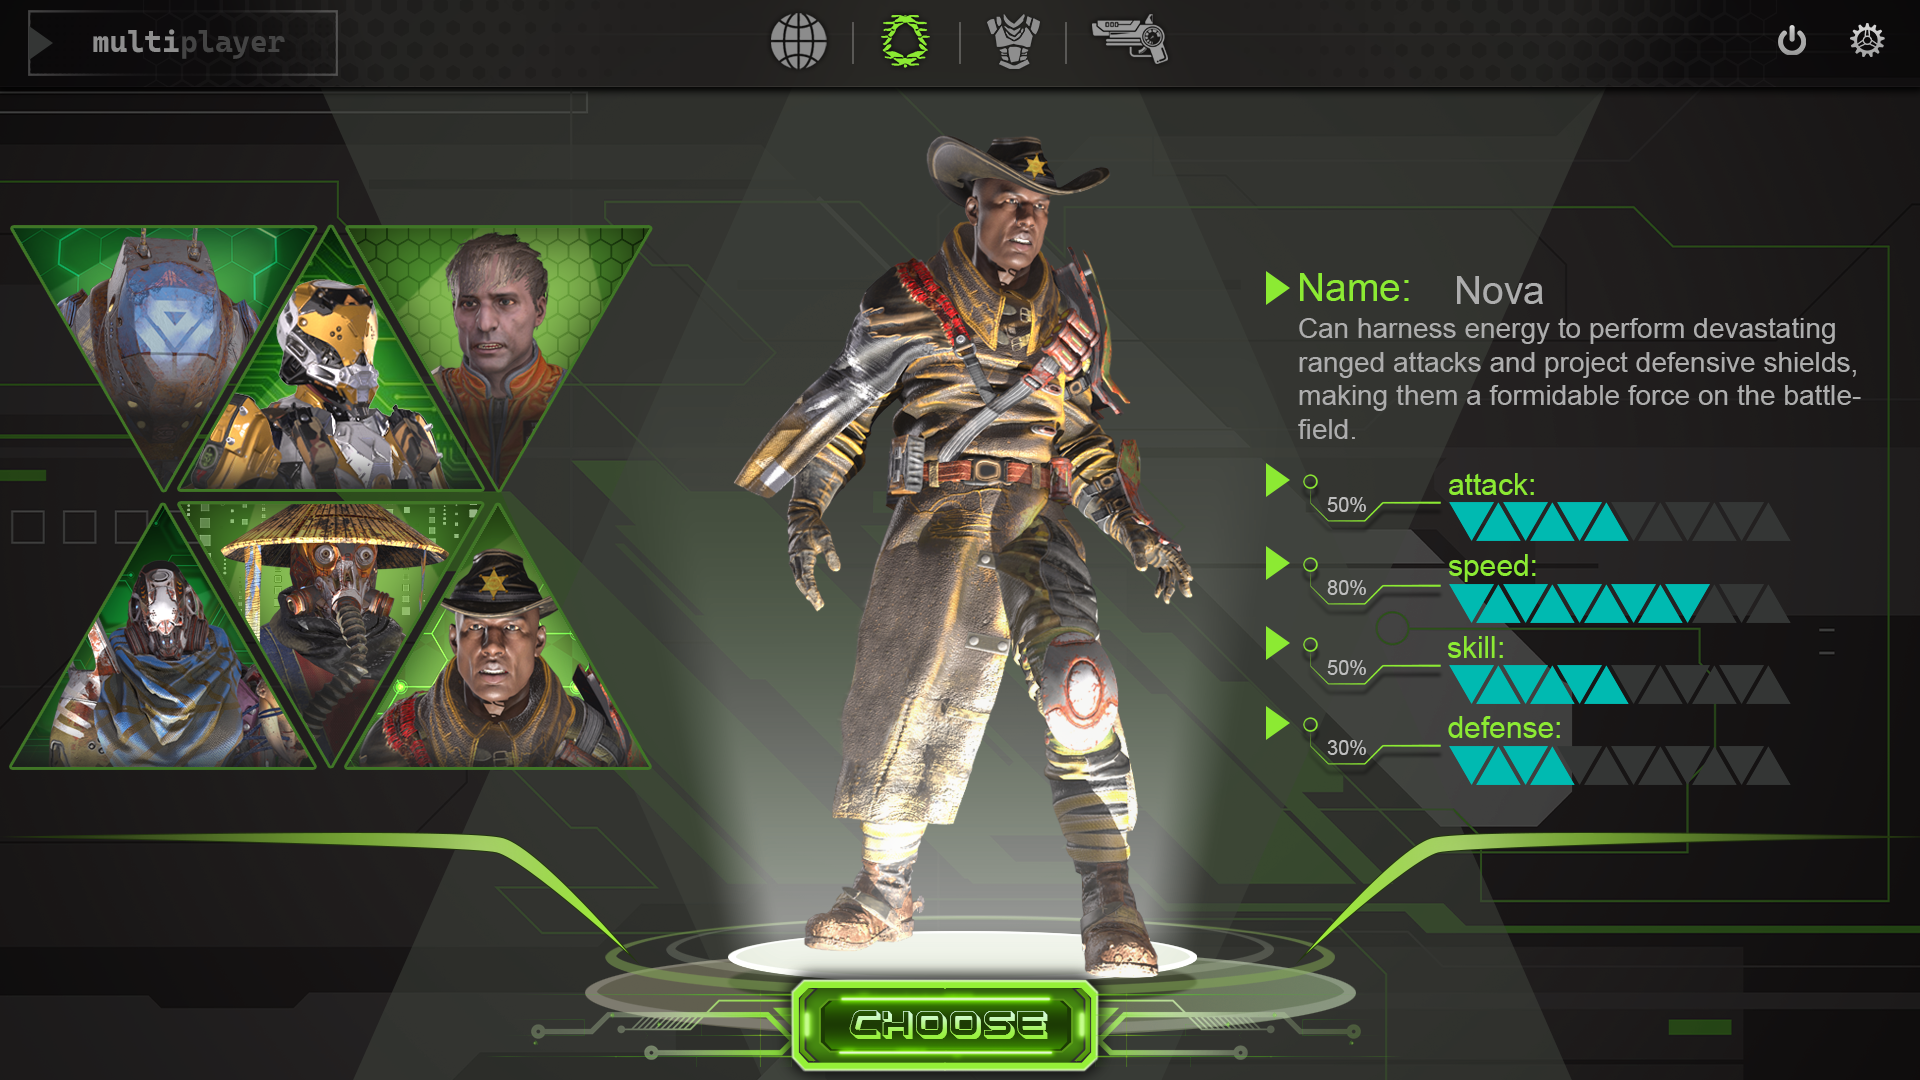 multiplayer
Name: Nova
Can harness energy to perform devastating
ranged attacks and project defensive shields,
making them a formidable force on the battle-
field.
attack:
50%
speed:
80%
skill:
50%
defense:
30%
CHOOSE